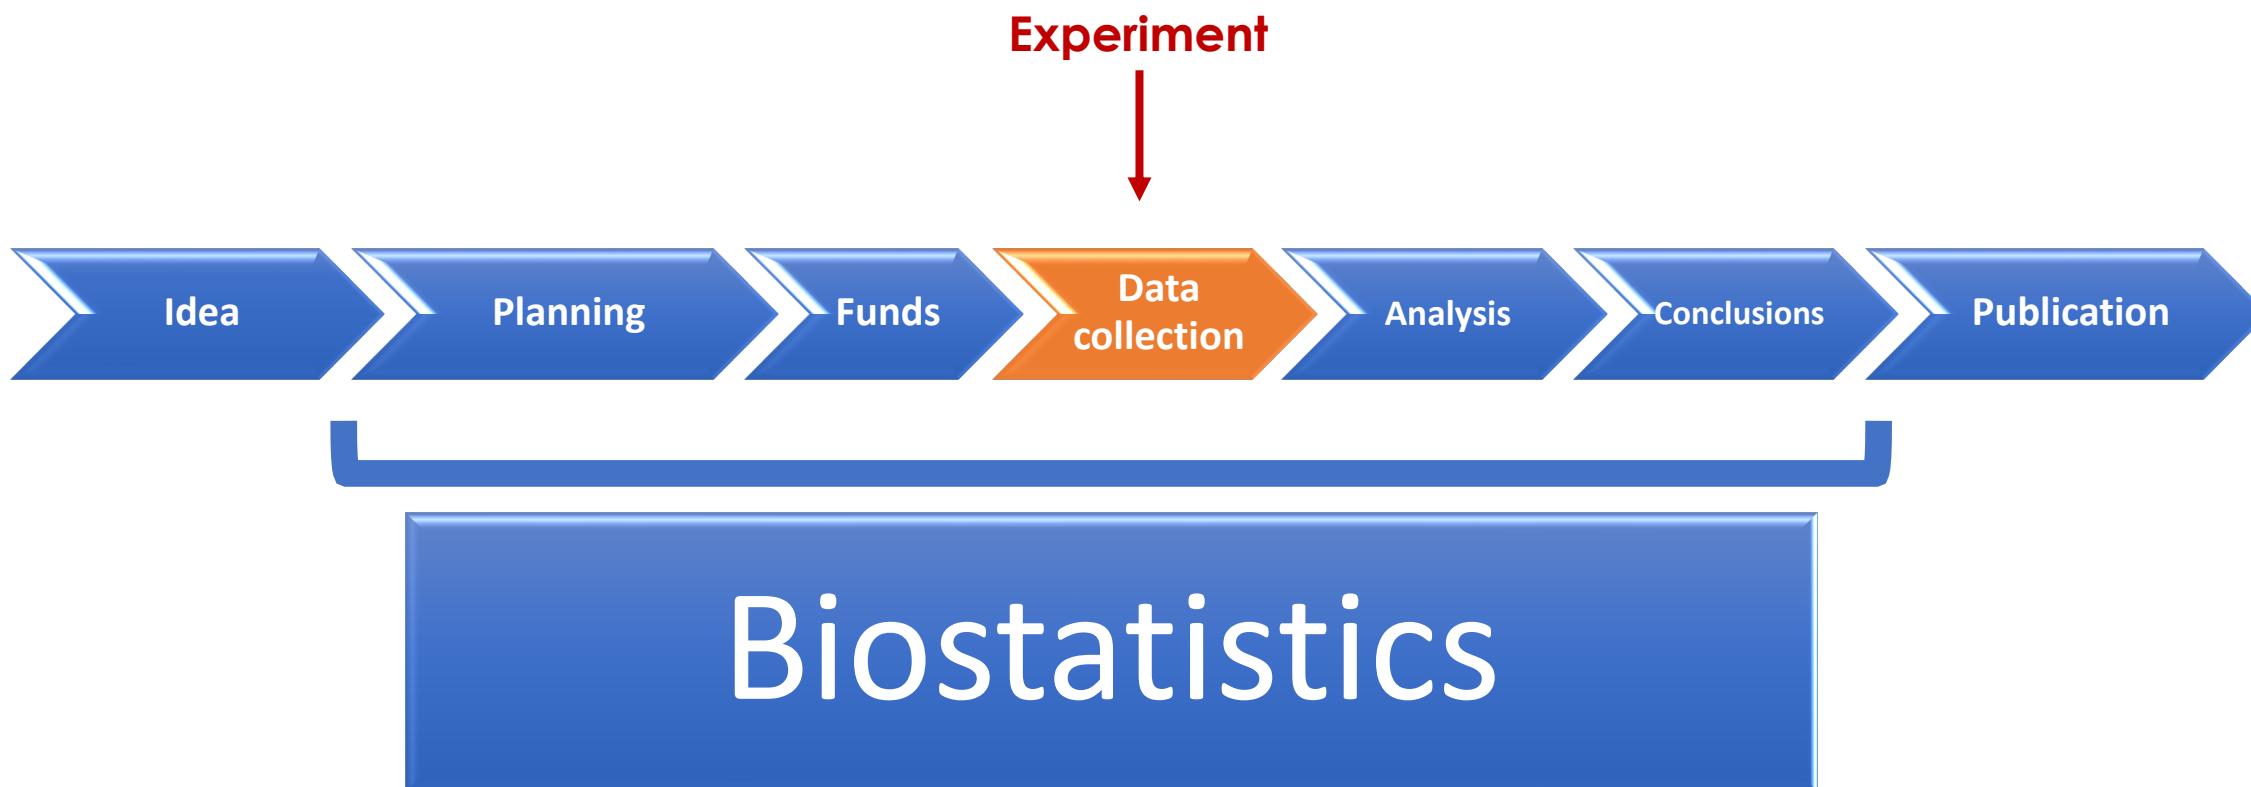 Experiment
Idea
Planning
Funds
Data
collection
Analysis
Conclusions
Publication
Biostatistics